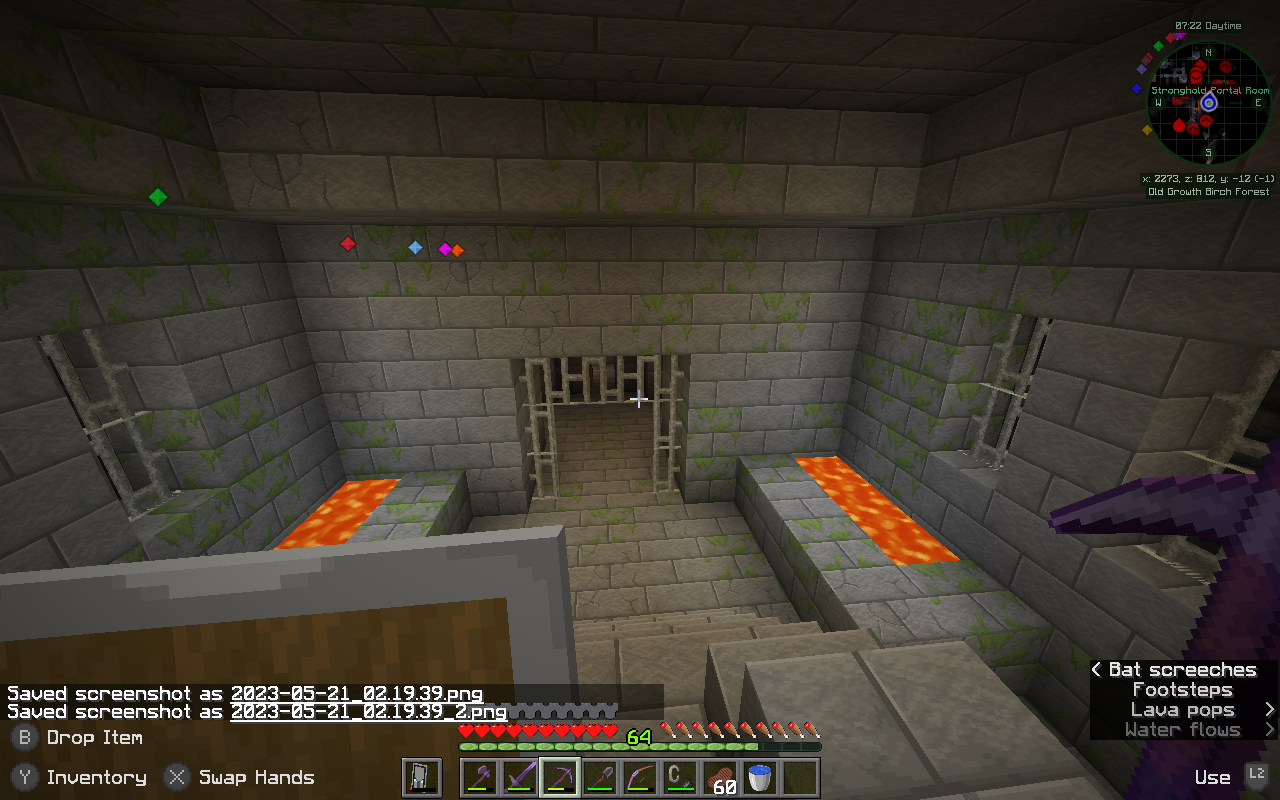 07:22 Daytime
N
Stronghold Portal Room
W E
S
x: 2273, z: 812, y: -12 (-1)
Old Growth Birch Forest
Saved screenshot as 2023-05-21_02.19.39.png
Saved screenshot as 2023-05-21_02.19.39_2.png
< Bat screeches
Footsteps
Lava pops >
Water flows >
B Drop Item
64
Y Inventory
X Swap Hands
60
Use L2